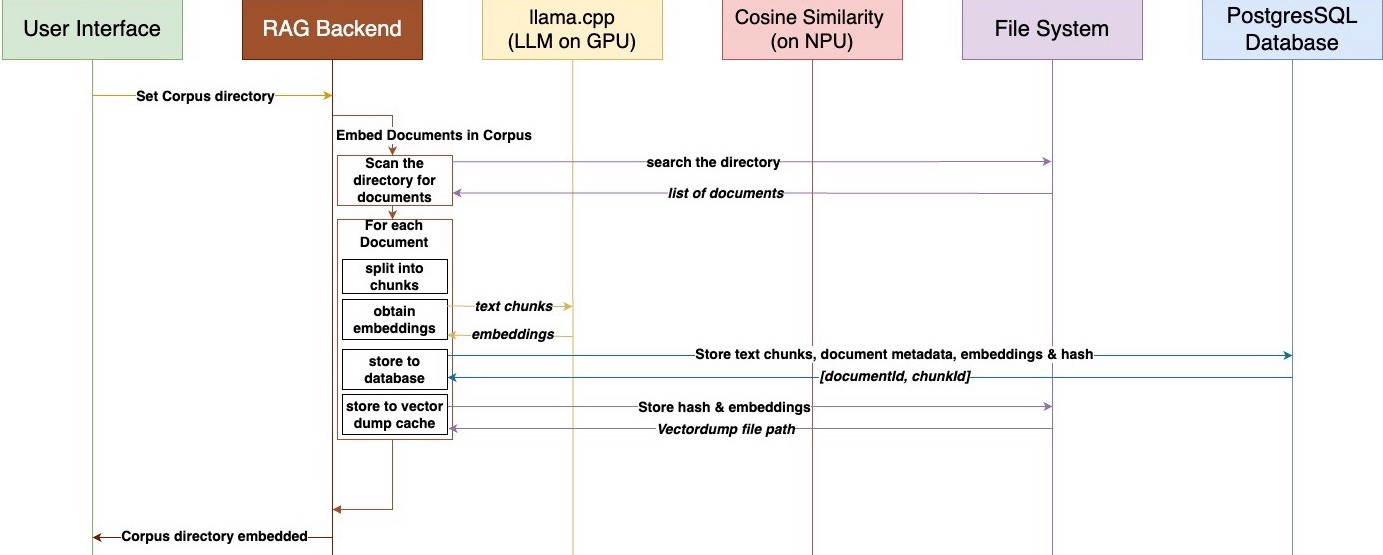 User Interface
RAG Backend
llama.cpp
(LLM on GPU)
Cosine Similarity
(on NPU)
File System
PostgresSQL
Database
Set Corpus directory
Embed Documents in Corpus
Scan the
directory for
documents
search the directory
list of documents
For each
Document
split into
chunks
obtain
embeddings
text chunks
embeddings
store to
database
Store text chunks, document metadata, embeddings & hash
[documentId, chunkId]
store to vector
dump cache
Store hash & embeddings
Vectordump file path
Corpus directory embedded